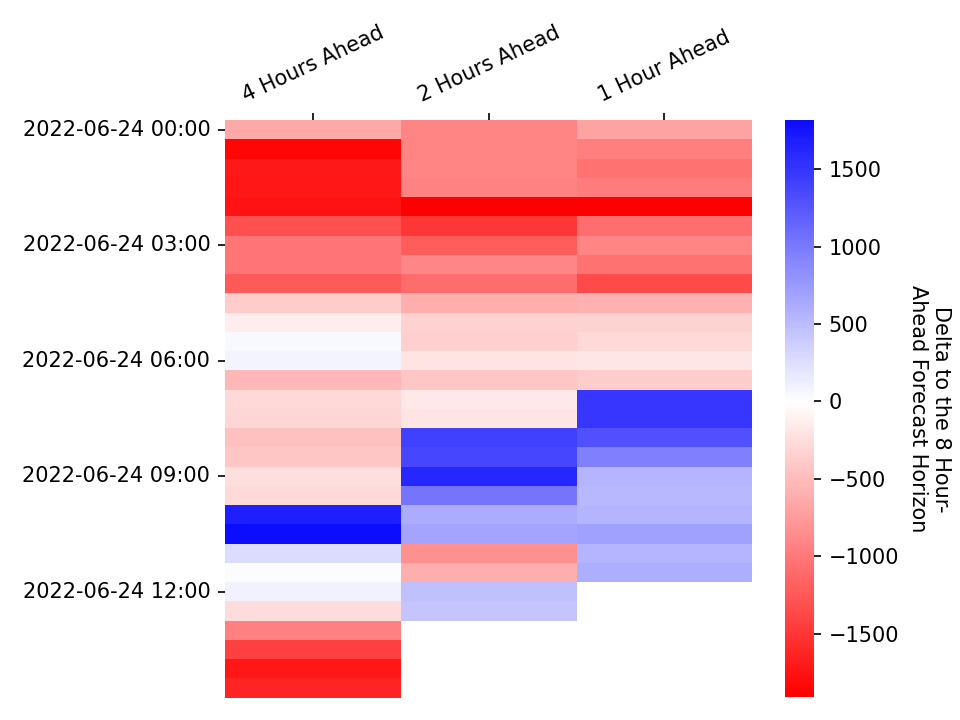 4 Hours Ahead
2 Hours Ahead
1 Hour Ahead
2022-06-24 00:00
2022-06-24 03:00
2022-06-24 06:00
2022-06-24 09:00
2022-06-24 12:00
1500
1000
500
0
−500
−1000
−1500
Delta to the 8 Hour-
Ahead Forecast Horizon